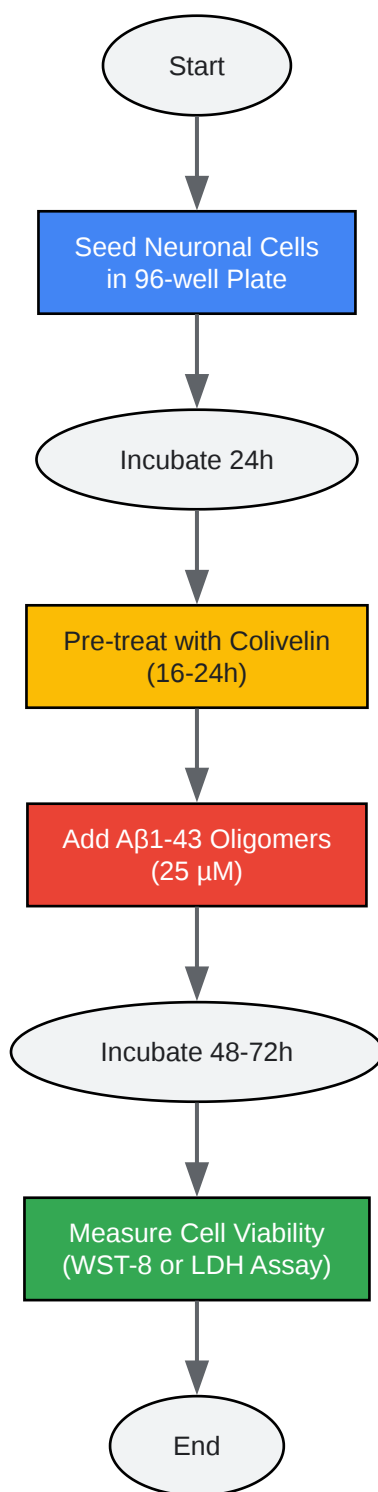 Start
Seed Neuronal Cells
in 96-well Plate
Incubate 24h
Pre-treat with Colivelin
(16-24h)
Add Aβ1-43 Oligomers
(25 µM)
Incubate 48-72h
Measure Cell Viability
(WST-8 or LDH Assay)
End